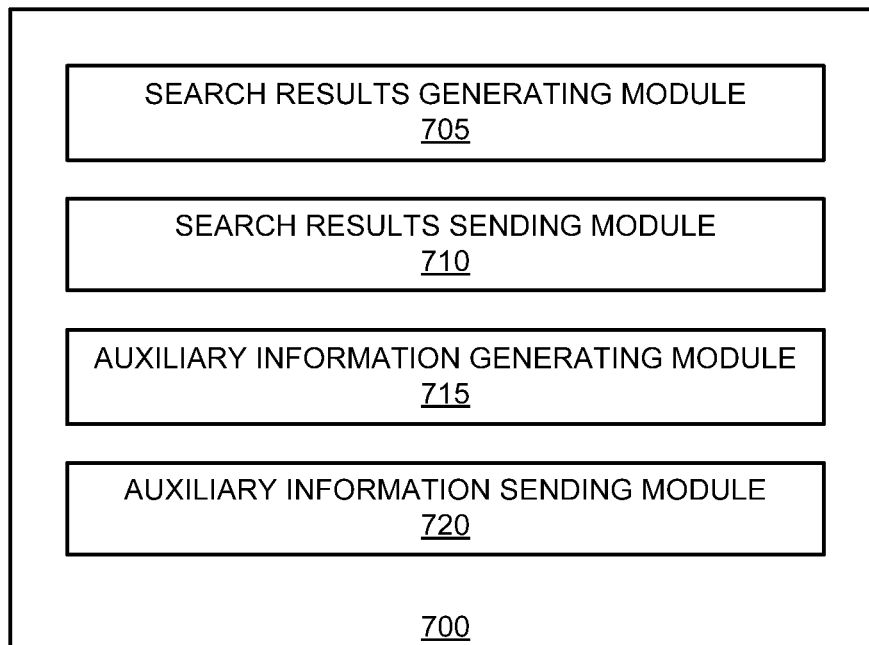 SEARCH RESULTS GENERATING MODULE
705
SEARCH RESULTS SENDING MODULE
710
AUXILIARY INFORMATION GENERATING MODULE
715
AUXILIARY INFORMATION SENDING MODULE
720
700